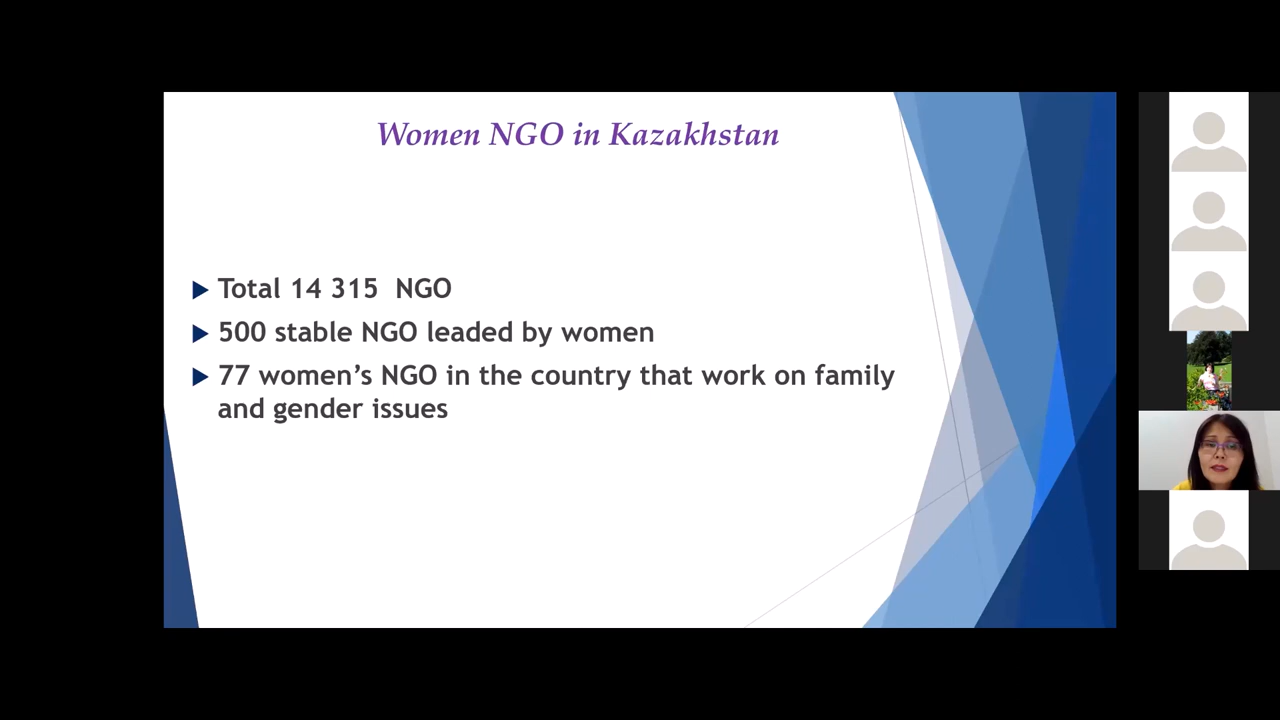 Women NGO in Kazakhstan
Total 14 315 NGO
500 stable NGO leaded by women
77 women’s NGO in the country that work on family
and gender issues